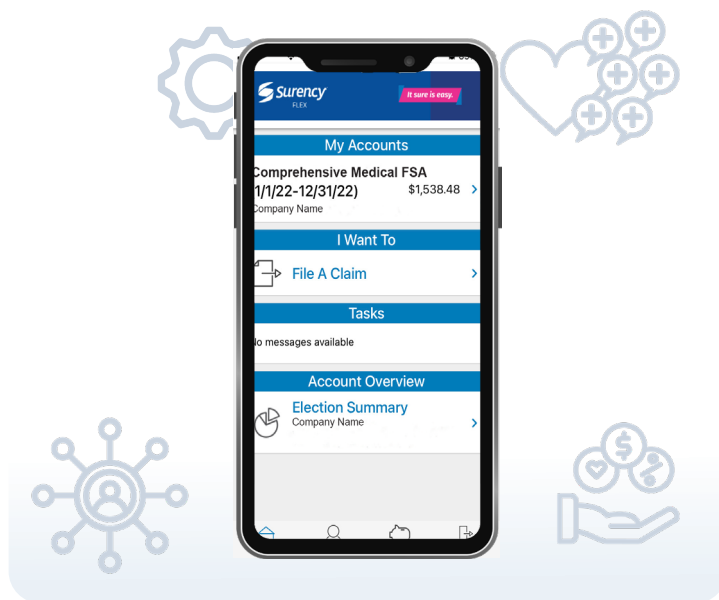 Surency
FLEX
It sure is easy.
My Accounts
Comprehensive Medical FSA
1/1/22-12/31/22)
$1,538.48
Company Name
I Want To
File A Claim
Tasks
No messages available
Account Overview
Election Summary
Company Name
$
%